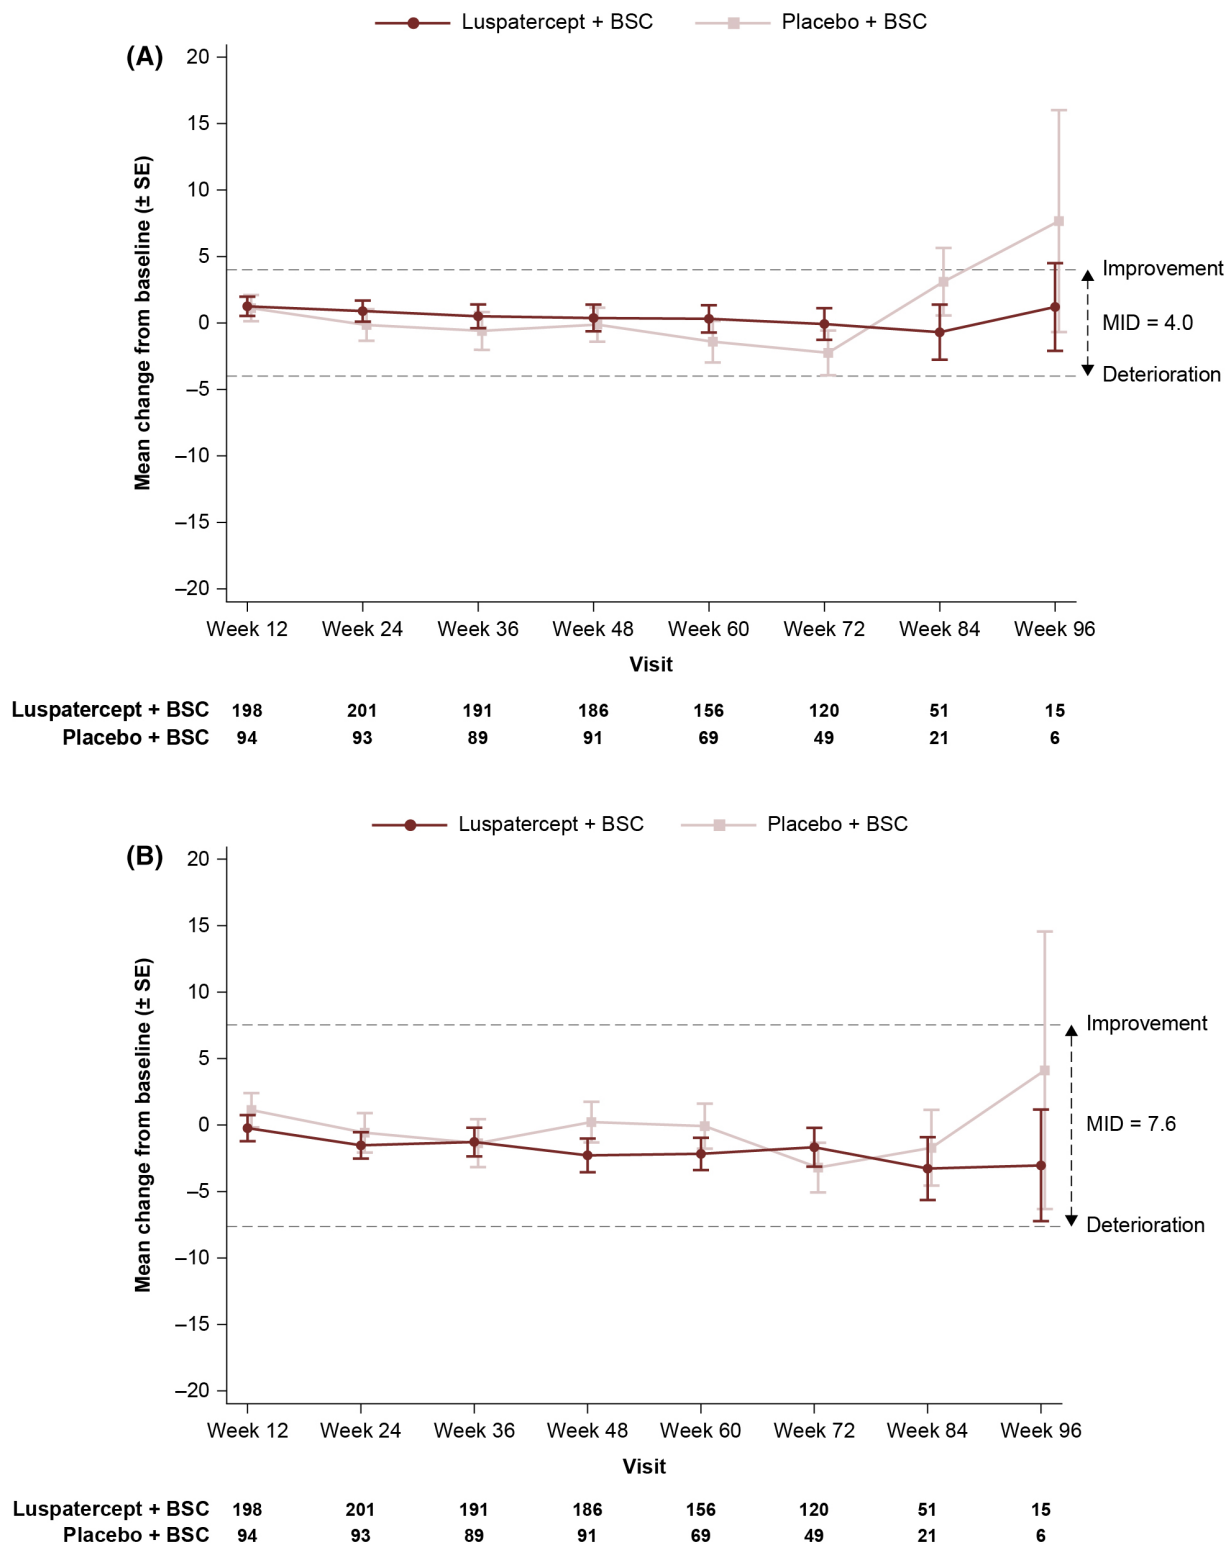 Luspatercept + BSC Placebo + BSC
(A)
Mean change from baseline (± SE)
20
15
10
5
0
–5
–10
–15
–20
Improvement
MID = 4.0
Deterioration
Week 12 Week 24 Week 36 Week 48 Week 60 Week 72 Week 84 Week 96
Visit
Luspatercept + BSC 198 201 191 186 156 120 51 15
Placebo + BSC 94 93 89 91 69 49 21 6
Luspatercept + BSC Placebo + BSC
(B)
Mean change from baseline (± SE)
20
15
10
5
0
–5
–10
–15
–20
Improvement
MID = 7.6
Deterioration
Week 12 Week 24 Week 36 Week 48 Week 60 Week 72 Week 84 Week 96
Visit
Luspatercept + BSC 198 201 191 186 156 120 51 15
Placebo + BSC 94 93 89 91 69 49 21 6